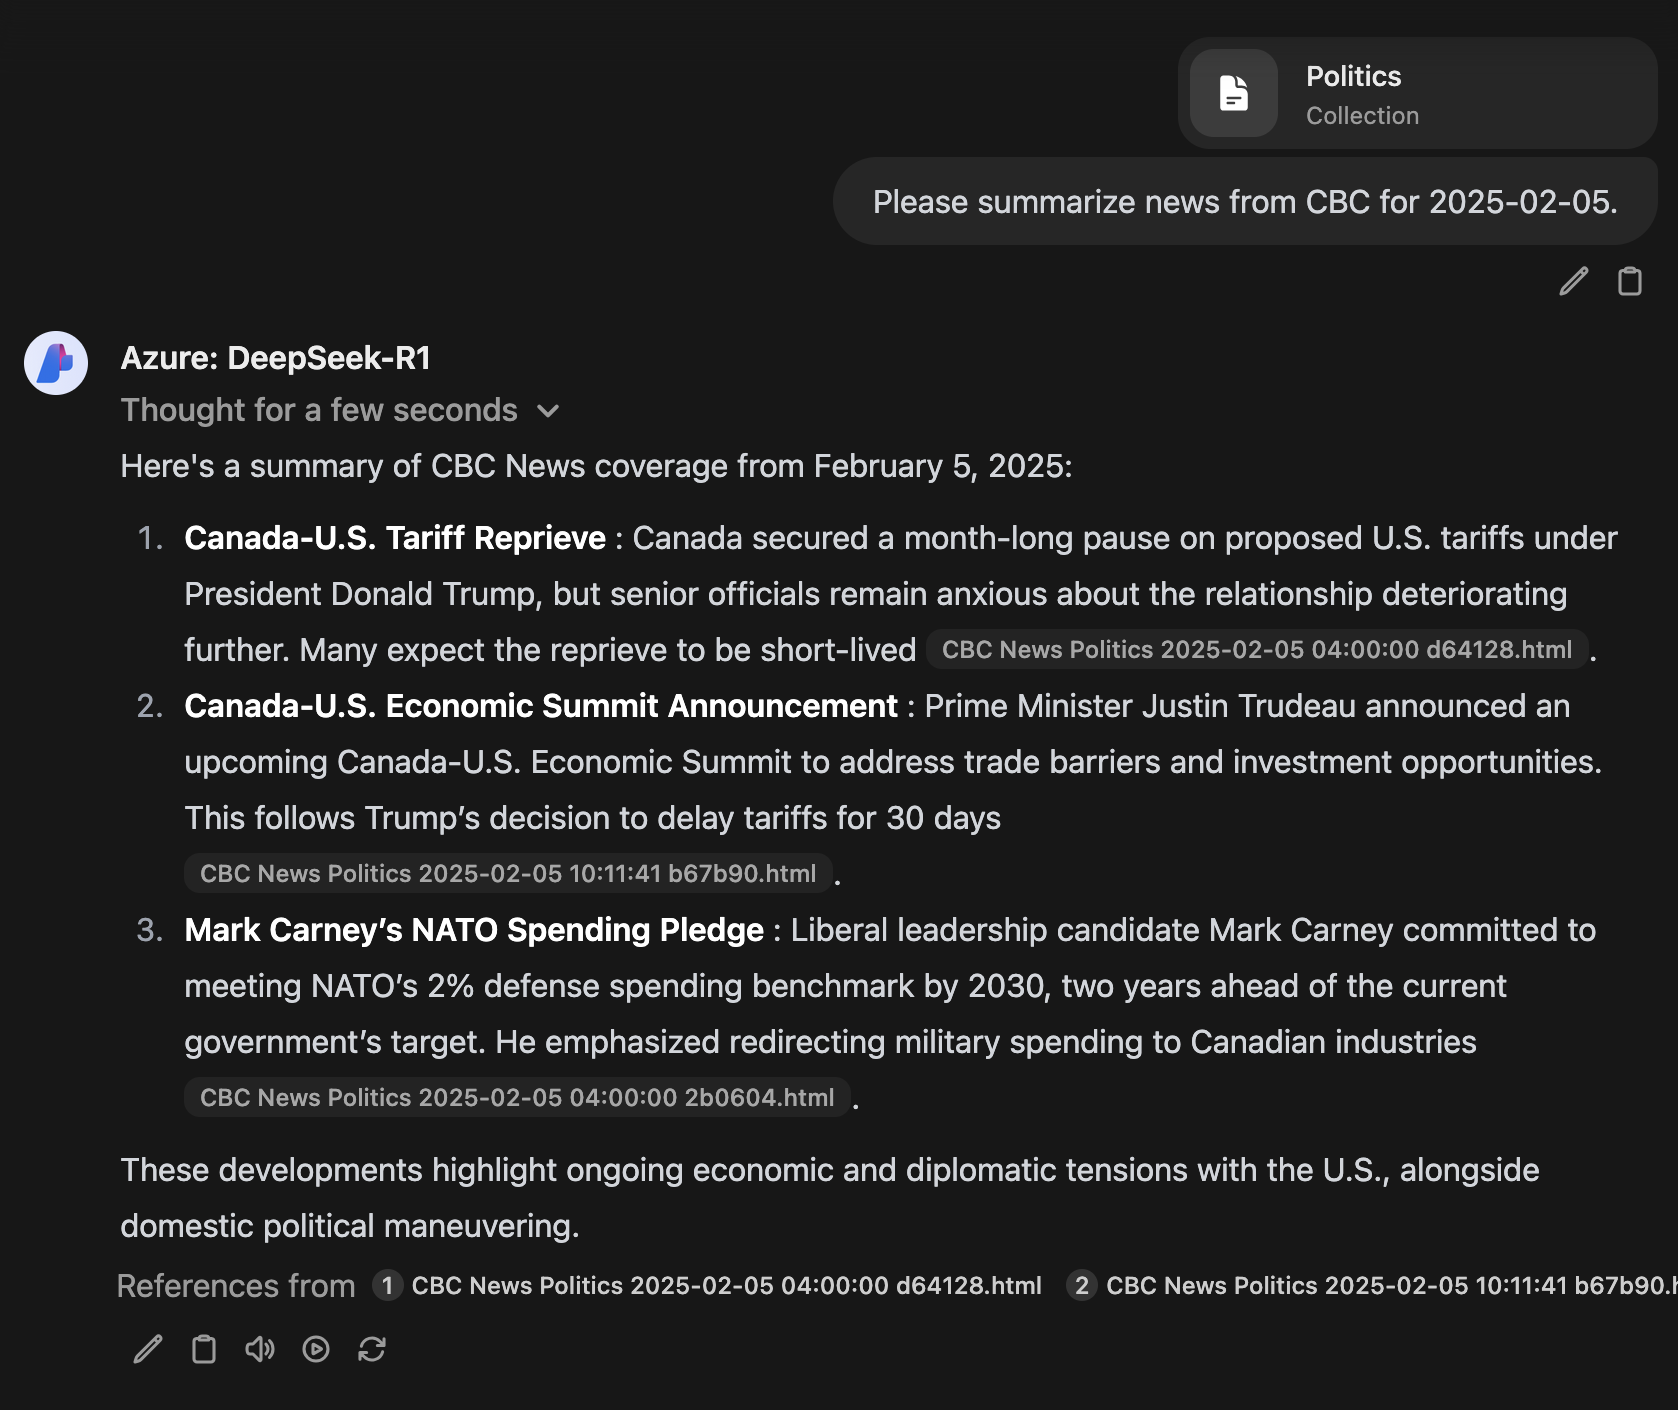 Politics
Collection
Please summarize news from CBC for 2025-02-05.
Azure: DeepSeek-R1
Thought for a few seconds
Here's a summary of CBC News coverage from February 5, 2025:
1. Canada-U.S. Tariff Reprieve : Canada secured a month-long pause on proposed U.S. tariffs under
President Donald Trump, but senior officials remain anxious about the relationship deteriorating
further. Many expect the reprieve to be short-lived CBC News Politics 2025-02-05 04:00:00 d64128.html .
2. Canada-U.S. Economic Summit Announcement : Prime Minister Justin Trudeau announced an
upcoming Canada-U.S. Economic Summit to address trade barriers and investment opportunities.
This follows Trump’s decision to delay tariffs for 30 days
CBC News Politics 2025-02-05 10:11:41 b67b90.html .
3. Mark Carney’s NATO Spending Pledge : Liberal leadership candidate Mark Carney committed to
meeting NATO’s 2% defense spending benchmark by 2030, two years ahead of the current
government’s target. He emphasized redirecting military spending to Canadian industries
CBC News Politics 2025-02-05 04:00:00 2b0604.html .
These developments highlight ongoing economic and diplomatic tensions with the U.S., alongside
domestic political maneuvering.
References from 1 CBC News Politics 2025-02-05 04:00:00 d64128.html 2 CBC News Politics 2025-02-05 10:11:41 b67b90.h